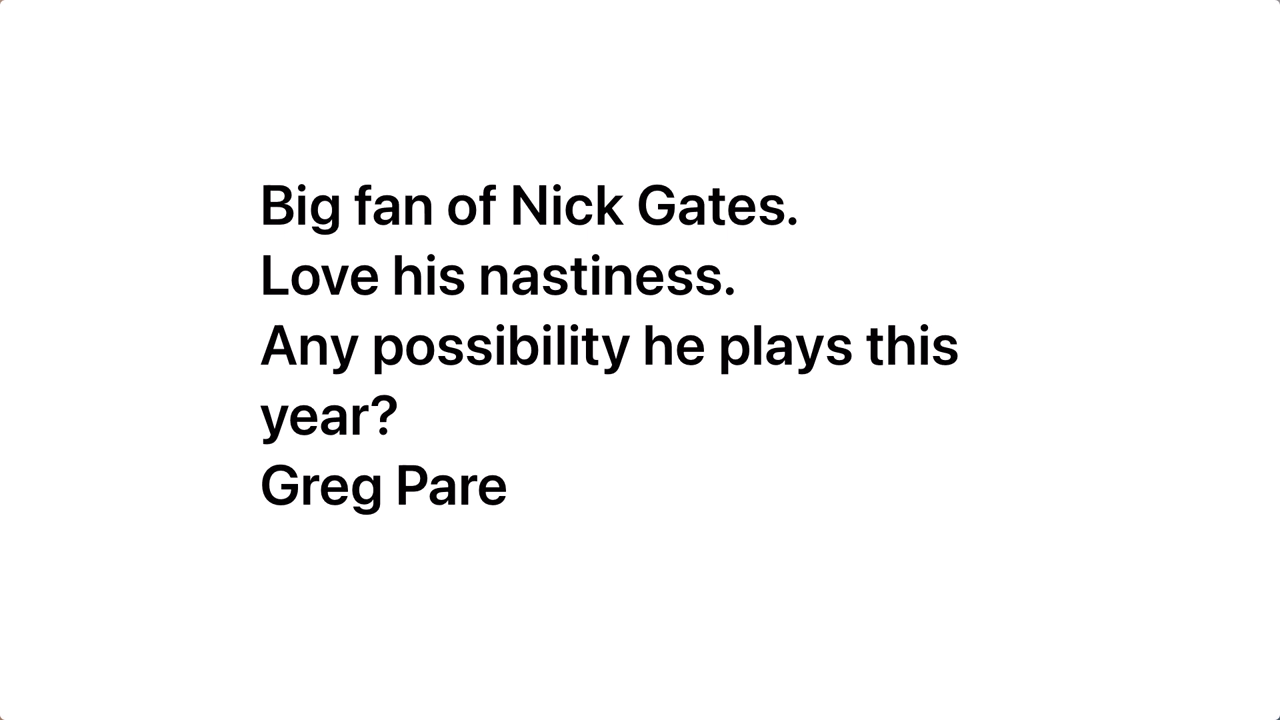 Big fan of Nick Gates.
Love his nastiness.
Any possibility he plays this
year?
Greg Pare